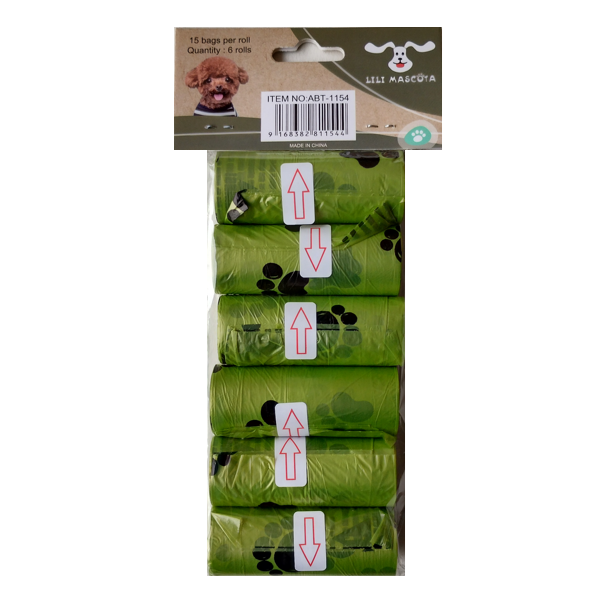 15 bags per roll
Quantity : 6 rolls
LILI MASCOTA
ITEM NO:ABT-1154
9 168382 811544
MADE IN CHINA